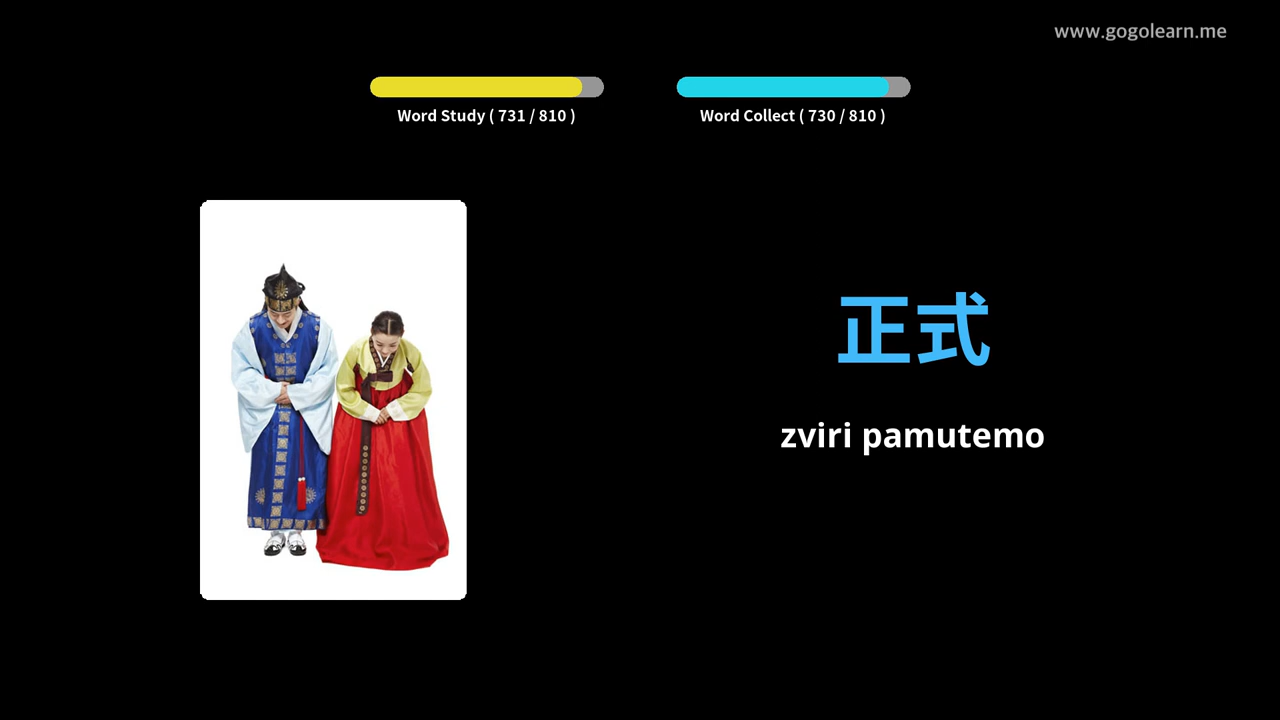 www.gogolearn.me
Word Study ( 731 / 810 )
Word Collect ( 730 / 810 )
正式
zviri pamutemo